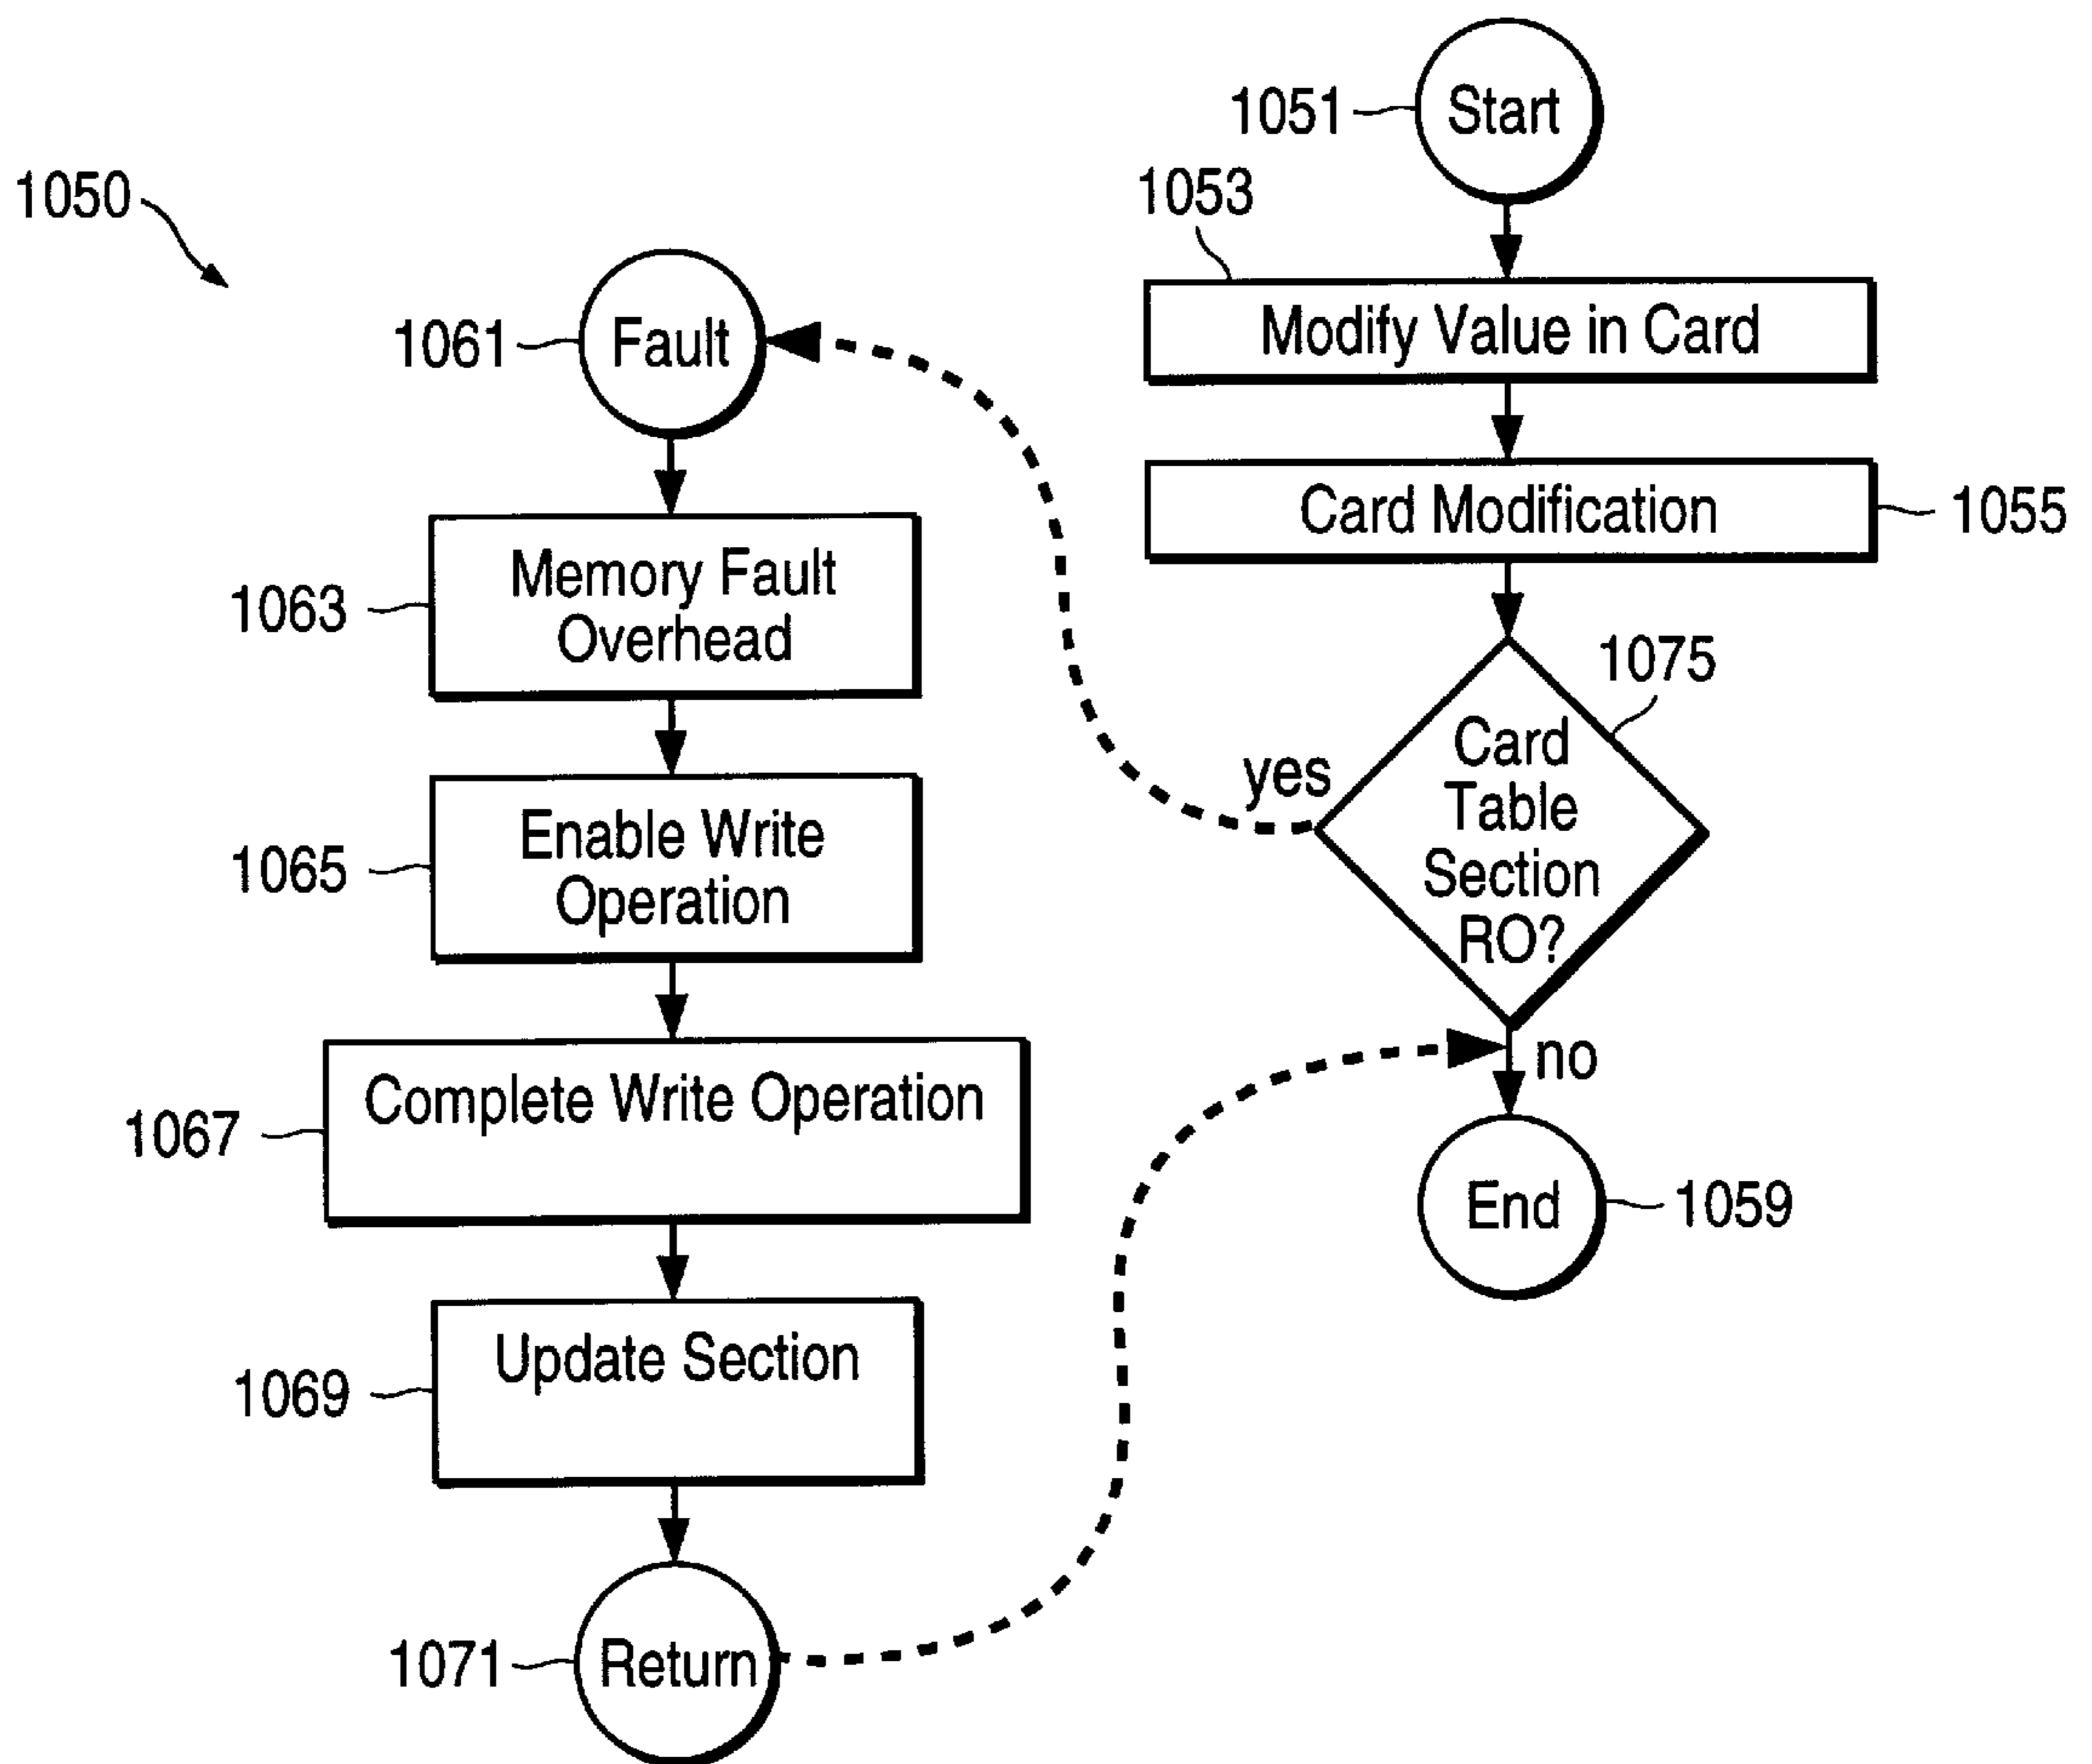 1050
1051
Start
1053
Modify Value in Card
Card Modification
1055
1075
Card
Table
Section
RO?
yes
no
End
1059
1061
Fault
1063
Memory Fault
Overhead
1065
Enable Write
Operation
1067
Complete Write Operation
1069
Update Section
1071
Return